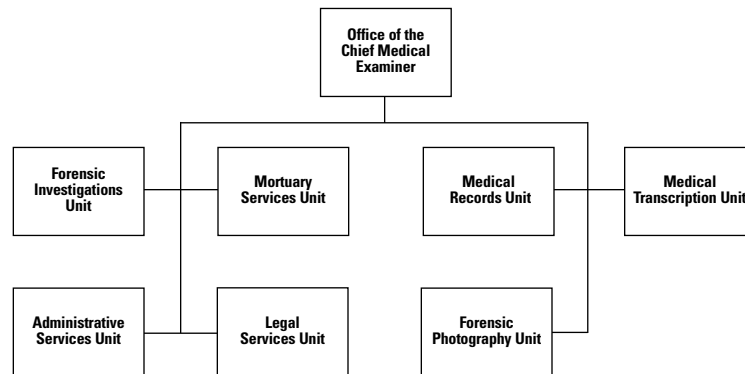 Office of the
Chief Medical
Examiner
Forensic
Investigations
Unit
Mortuary
Services Unit
Medical
Records Unit
Medical
Transcription Unit
Administrative
Services Unit
Legal
Services Unit
Forensic
Photography Unit